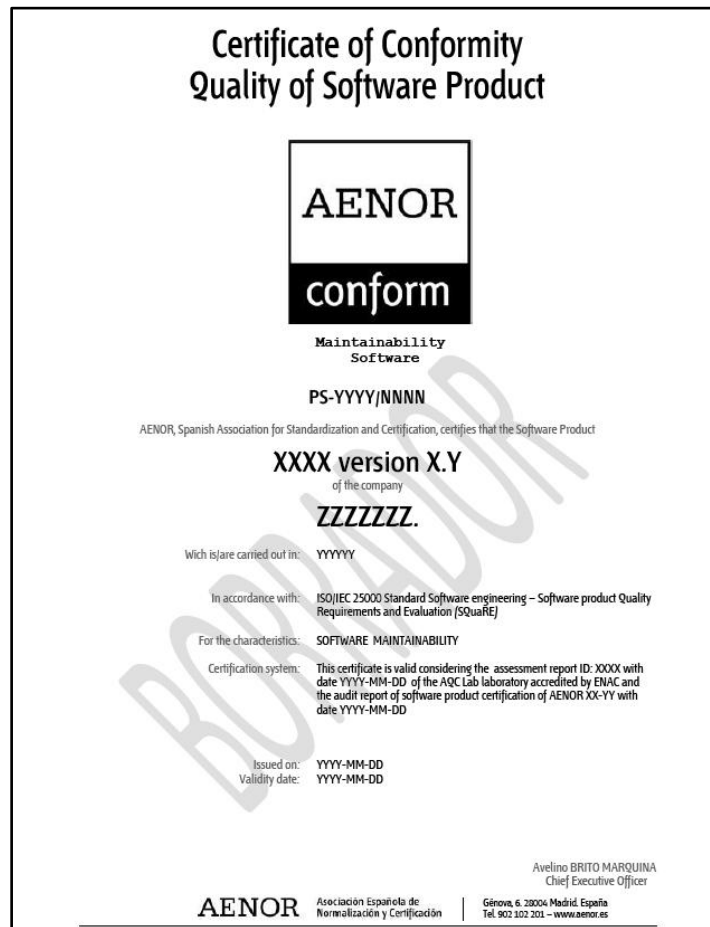 Certificate of Conformity
Quality of Software Product
AENOR
conform
Maintainability
Software
PS-YYYY/NNNN
AENOR, Spanish Association for Standardization and Certification, certifies that the Software Product
XXXX version X.Y
of the company
ZZZZZZZ.
Wich is/are carried out in: YYYYYY
In accordance with: ISO/IEC 25000 Standard Software engineering – Software product Quality
Requirements and Evaluation (SQuaRE)
For the characteristics: SOFTWARE MAINTAINABILITY
Certification system: This certificate is valid considering the assessment report ID: XXXX with
date YYYY-MM-DD of the AQC Lab laboratory accredited by ENAC and
the audit report of software product certification of AENOR XX-YY with
date YYYY-MM-DD
Issued on: YYYY-MM-DD
Validity date: YYYY-MM-DD
BORRADOR
Avelino BRITO MARQUINA
Chief Executive Officer
AENOR
Asociación Española de
Normalización y Certificación
Génova, 6. 28004 Madrid. España
Tel. 902 102 201 – www.aenor.es